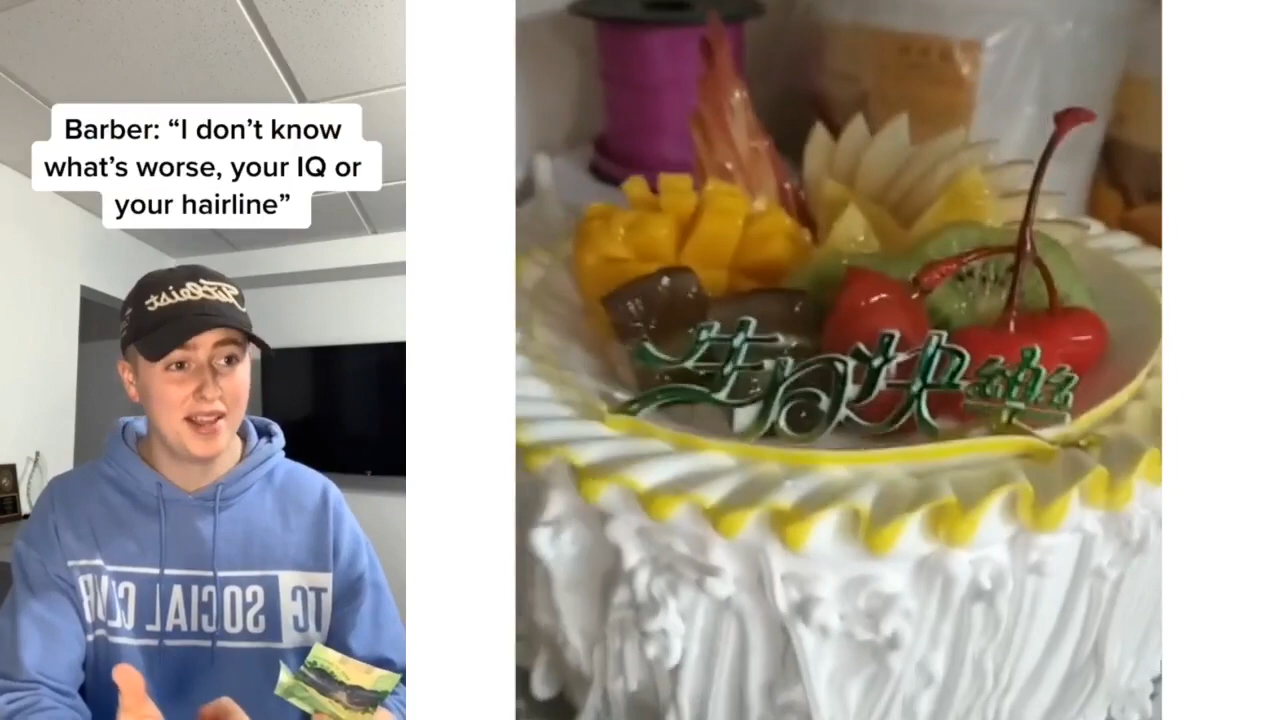 Barber: “I don’t know
what’s worse, your IQ or
your hairline”
Titleist
TC SOCIAL CLUB
生日快樂